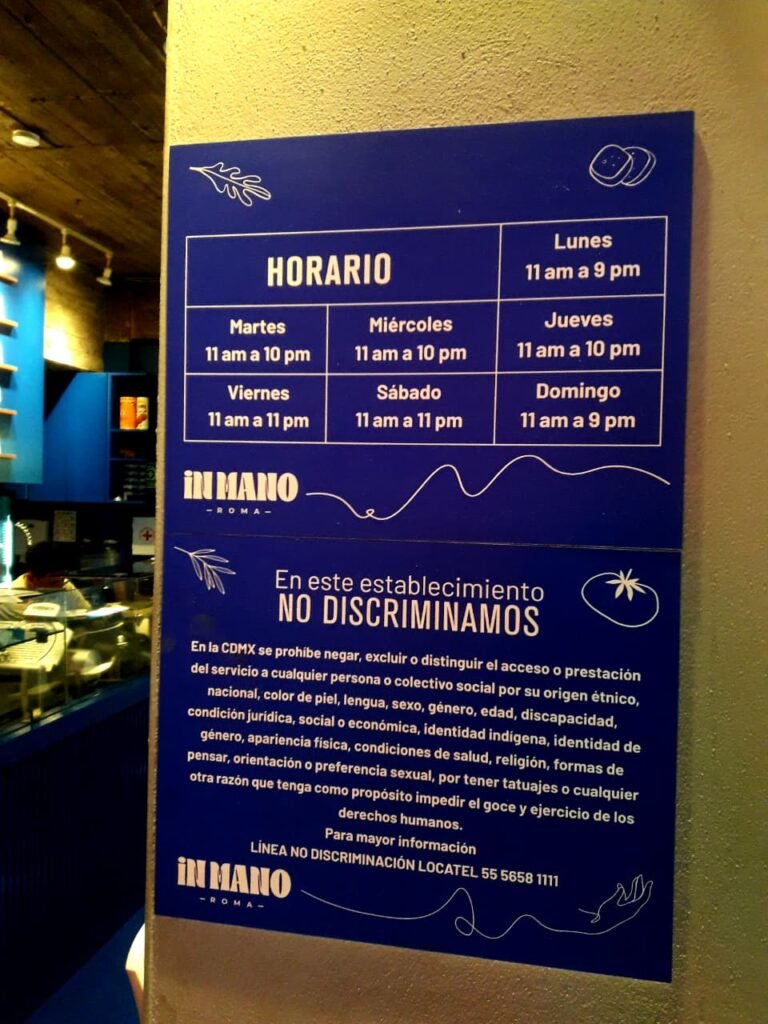 HORARIO
Lunes
11 am a 9 pm
Martes
11 am a 10 pm
Miércoles
11 am a 10 pm
Jueves
11 am a 10 pm
Viernes
11 am a 11 pm
Sábado
11 am a 11 pm
Domingo
11 am a 9 pm
iN MANO
– ROMA –
En este establecimiento
NO DISCRIMINAMOS
En la CDMX se prohíbe negar, excluir o distinguir el acceso o prestación
del servicio a cualquier persona o colectivo social por su origen étnico,
nacional, color de piel, lengua, sexo, género, edad, discapacidad,
condición jurídica, social o económica, identidad indígena, identidad de
género, apariencia física, condiciones de salud, religión, formas de
pensar, orientación o preferencia sexual, por tener tatuajes o cualquier
otra razón que tenga como propósito impedir el goce y ejercicio de los
derechos humanos.
Para mayor información
LÍNEA NO DISCRIMINACIÓN LOCATEL 55 5658 1111
iN MANO
– ROMA –